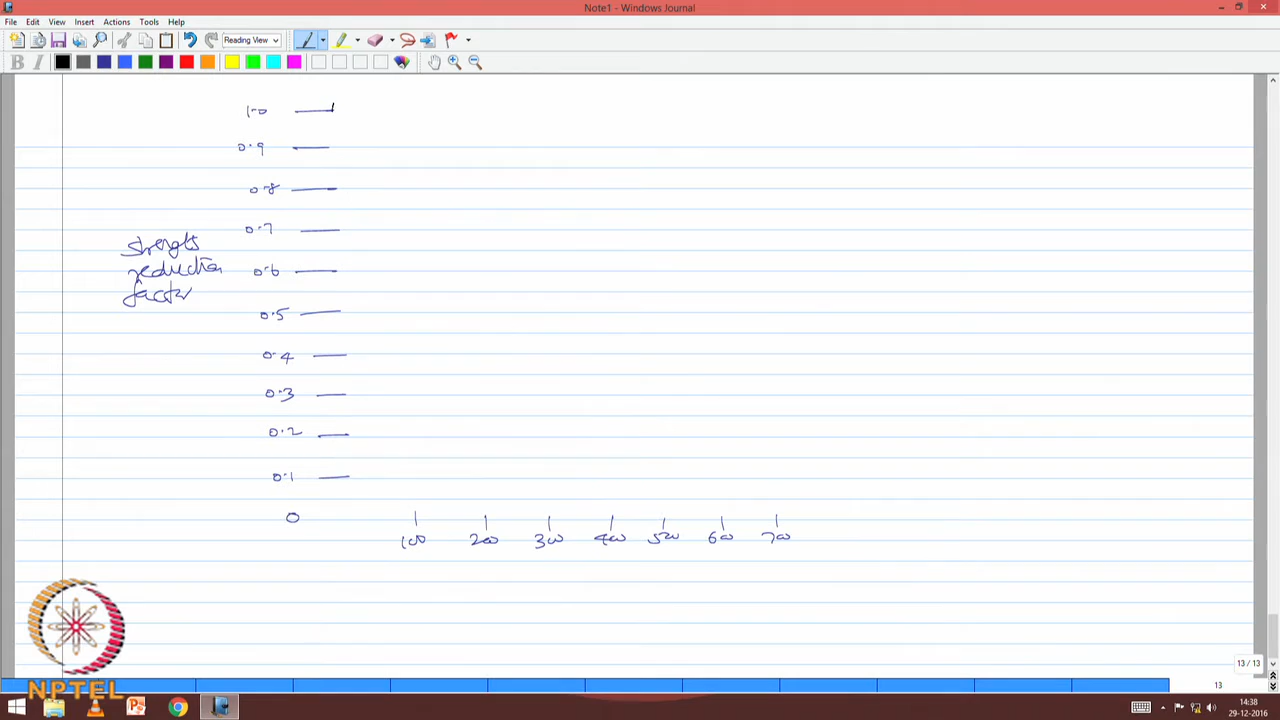 Note1 - Windows Journal
File Edit View Insert Actions Tools Help
Reading View
B I
1.0
0.9
0.8
0.7
strength
reduction
factor
0.6
0.5
0.4
0.3
0.2
0.1
0
100 200 300 400 500 600 700
13 / 13
13
NPTEL
14:38
29-12-2016